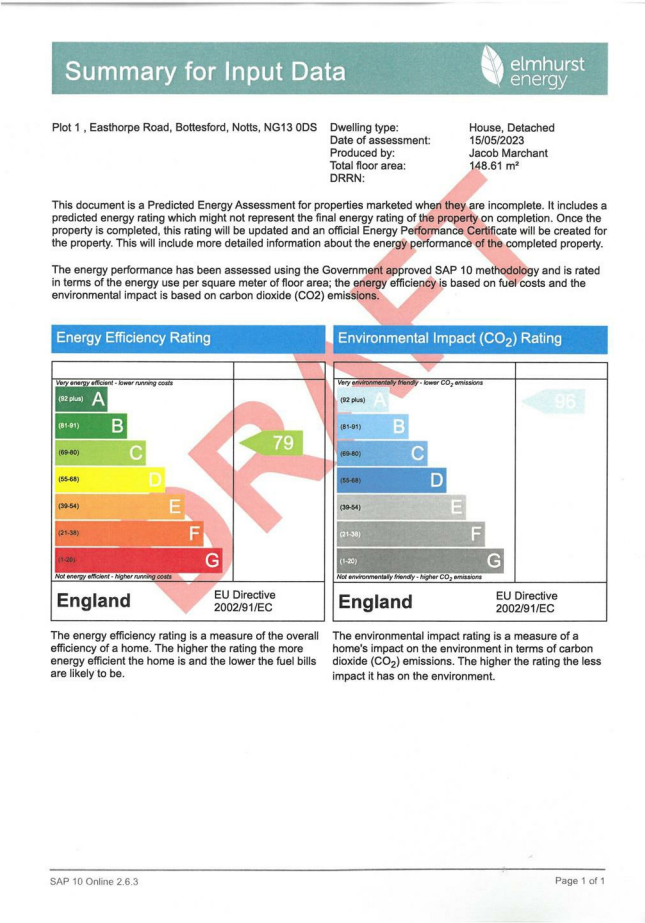 Summary for Input Data
elmhurst
energy
Plot 1 , Easthorpe Road, Bottesford, Notts, NG13 0DS
Dwelling type: House, Detached
Date of assessment: 15/05/2023
Produced by: Jacob Marchant
Total floor area: 148.61 m²
DRRN:
This document is a Predicted Energy Assessment for properties marketed when they are incomplete. It includes a
predicted energy rating which might not represent the final energy rating of the property on completion. Once the
property is completed, this rating will be updated and an official Energy Performance Certificate will be created for
the property. This will include more detailed information about the energy performance of the completed property.
The energy performance has been assessed using the Government approved SAP 10 methodology and is rated
in terms of the energy use per square meter of floor area; the energy efficiency is based on fuel costs and the
environmental impact is based on carbon dioxide (CO2) emissions.
DRAFT
Energy Efficiency Rating
Very energy efficient - lower running costs
(92 plus) A
(81-91) B
(69-80) C
79
(55-68) D
(39-54) E
(21-38) F
(1-20) G
Not energy efficient - higher running costs
England
EU Directive
2002/91/EC
The energy efficiency rating is a measure of the overall
efficiency of a home. The higher the rating the more
energy efficient the home is and the lower the fuel bills
are likely to be.
Environmental Impact (CO₂) Rating
Very environmentally friendly - lower CO₂ emissions
(92 plus) A
96
(81-91) B
(69-80) C
(55-68) D
(39-54) E
(21-38) F
(1-20) G
Not environmentally friendly - higher CO₂ emissions
England
EU Directive
2002/91/EC
The environmental impact rating is a measure of a
home's impact on the environment in terms of carbon
dioxide (CO₂) emissions. The higher the rating the less
impact it has on the environment.
SAP 10 Online 2.6.3
Page 1 of 1